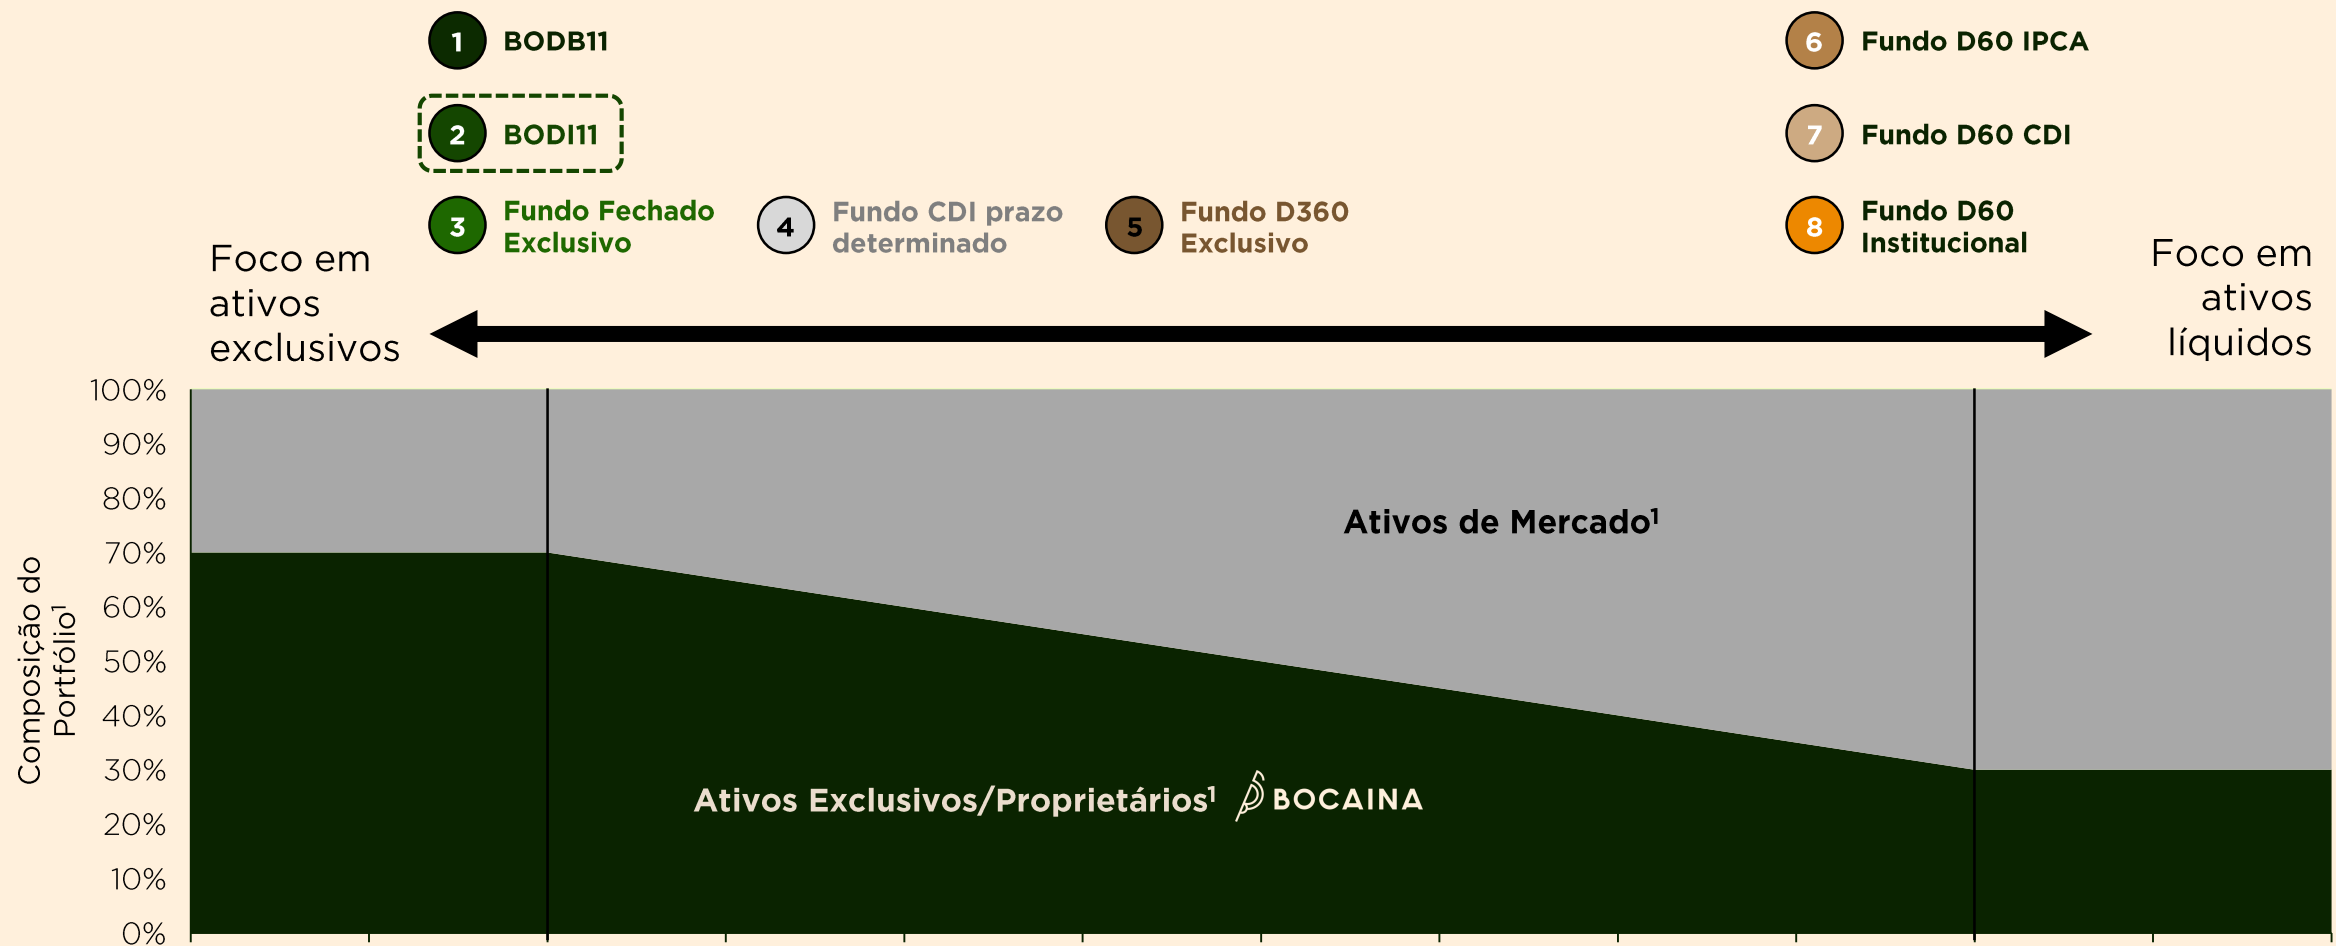 1 BODB11
2 BODI11
3 Fundo Fechado
Exclusivo
4 Fundo CDI prazo
determinado
5 Fundo D360
Exclusivo
6 Fundo D60 IPCA
7 Fundo D60 CDI
8 Fundo D60
Institucional
Foco em
ativos
exclusivos
Foco em
ativos
líquidos
Composição do
Portfólio¹
100%
90%
80%
70%
60%
50%
40%
30%
20%
10%
0%
Ativos de Mercado¹
Ativos Exclusivos/Proprietários¹ BOCAINA